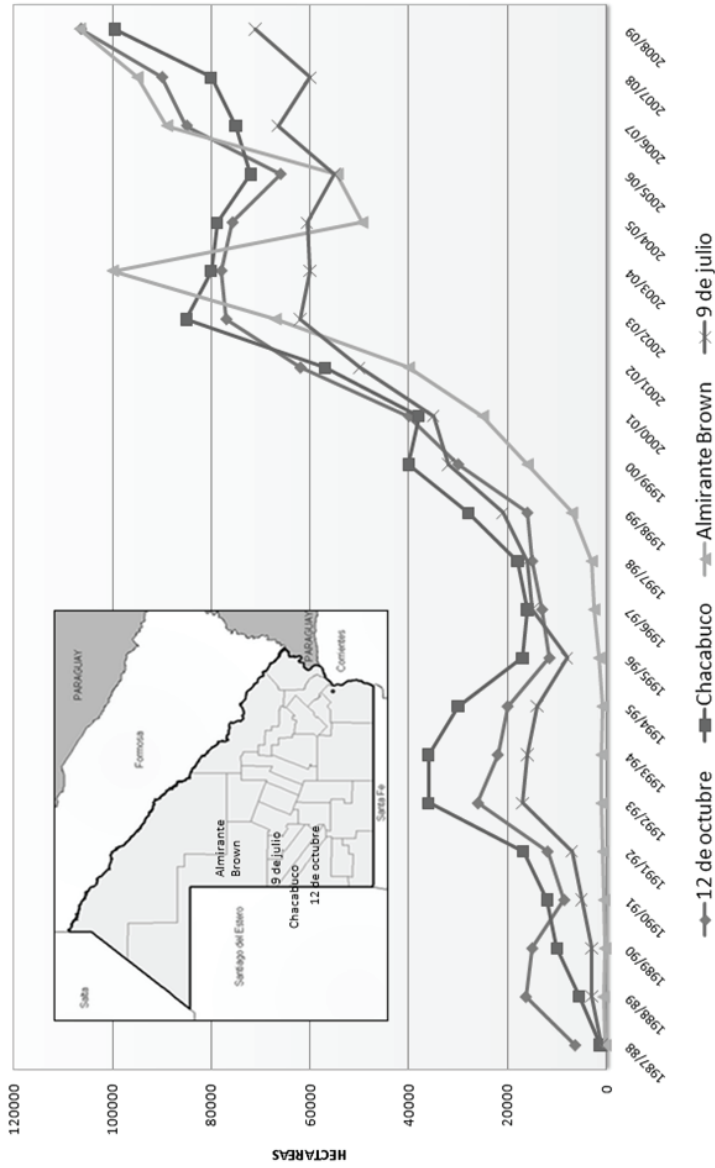 HECTAREAS
120000
100000
80000
60000
40000
20000
0
Salta
PARAGUAY
Formosa
Almirante
Brown
9 de julio
Chacabuco
12 de octubre
Santiago del Estero
PARAGUAY
Corrientes
Santa Fe
1987/88
1988/89
1989/90
1990/91
1991/92
1992/93
1993/94
1994/95
1995/96
1996/97
1997/98
1998/99
1999/00
2000/01
2001/02
2002/03
2003/04
2004/05
2005/06
2006/07
2007/08
2008/09
12 de octubre Chacabuco Almirante Brown 9 de julio